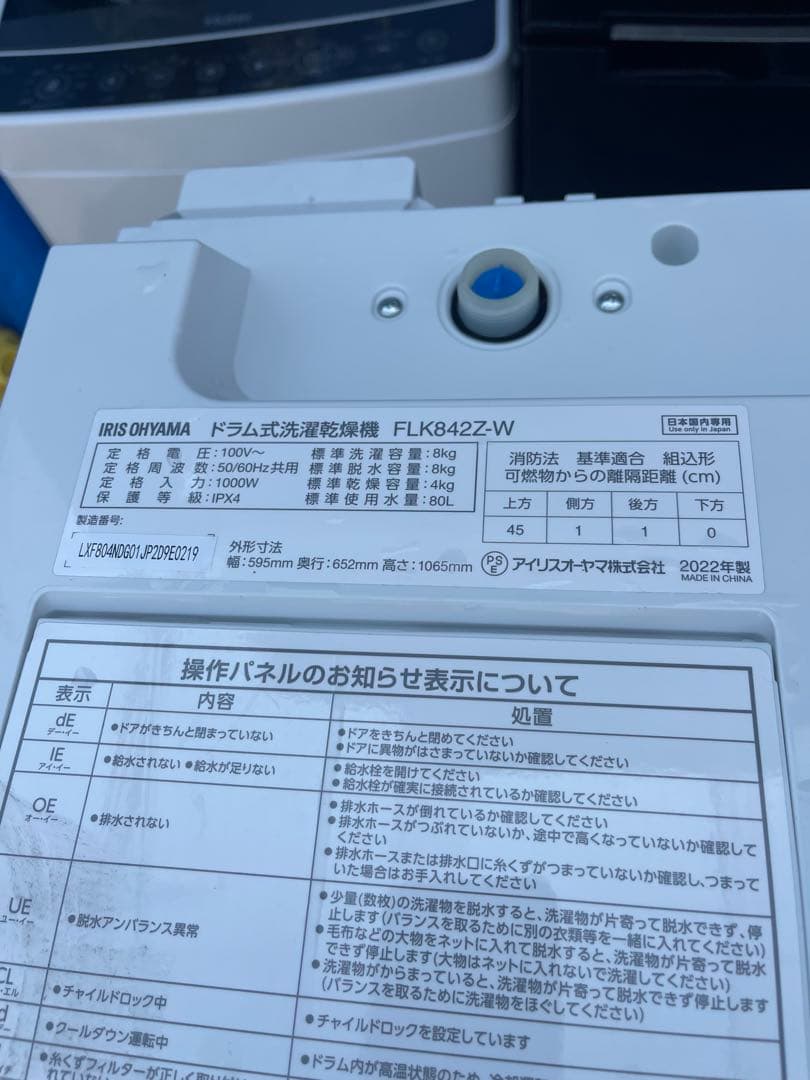 IRIS OHYAMA ドラム式洗濯乾燥機 FLK842Z-W
日本国内専用
Use only in Japan
定格電圧:100V～ 標準洗濯容量:8kg
定格周波数:50/60Hz共用 標準脱水容量:8kg
定格入力:1000W 標準乾燥容量:4kg
保護等級:IPX4 標準使用水量:80L
消防法 基準適合 組込形
可燃物からの離隔距離(cm)
上方 側方 後方 下方
45 1 1 0
製造番号:
LXF804NDG01JP2D9E0219
外形寸法
幅:595mm 奥行:652mm 高さ:1065mm
PSE アイリスオーヤマ株式会社 2022年製
MADE IN CHINA
操作パネルのお知らせ表示について
表示 内容 処置
dE
デー・イー
●ドアがきちんと閉まっていない
●ドアをきちんと閉めてください
●ドアに異物がはさまっていないか確認してください
IE
アイ・イー
●給水されない ●給水が足りない
●給水栓を開けてください
●給水栓が確実に接続されているか確認してください
OE
オー・イー
●排水されない
●排水ホースが倒れているか確認してください
●排水ホースがつぶれていないか、途中で高くなっていないか確認して
ください
●排水ホースまたは排水口に糸くずがつまっていないか確認し、つまって
いた場合はお手入れしてください
UE
ユー・イー
●脱水アンバランス異常
●少量(数枚)の洗濯物を脱水すると、洗濯物が片寄って脱水できず、停
止します(バランスを取るために別の衣類等を一緒に入れてください)
●毛布などの大物をネットに入れて脱水すると、洗濯物が片寄って脱水
できず停止します(大物はネットに入れないで洗濯してください)
●洗濯物がからまっていると、洗濯物が片寄って脱水できず停止します
(バランスを取るために洗濯物をほぐしてください)
CL
・エル
●チャイルドロック中
●チャイルドロックを設定しています
●クールダウン運転中
●ドラム内が高温状態のため、
●糸くずフィルターが正しく取り
れていない